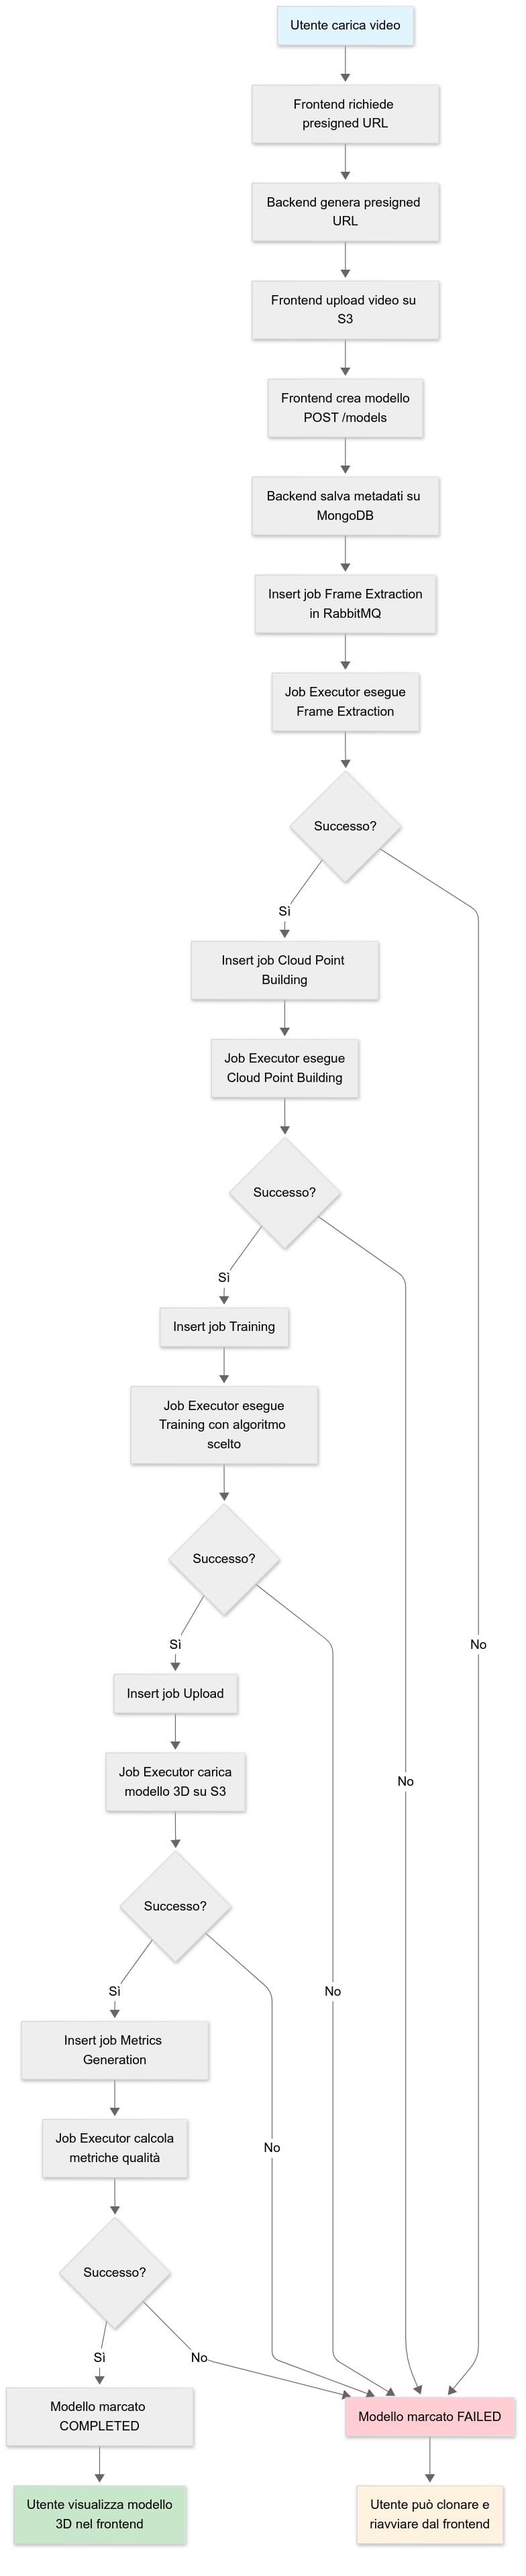 Utente carica video
Frontend richiede
presigned URL
Backend genera presigned
URL
Frontend upload video su
S3
Frontend crea modello
POST /models
Backend salva metadati su
MongoDB
Insert job Frame Extraction
in RabbitMQ
Job Executor esegue
Frame Extraction
Successo?
Sì
Insert job Cloud Point
Building
Job Executor esegue
Cloud Point Building
Successo?
Sì
Insert job Training
Job Executor esegue
Training con algoritmo
scelto
Successo?
Sì
No
Insert job Upload
Job Executor carica
modello 3D su S3
No
Successo?
Sì
No
Insert job Metrics
Generation
Job Executor calcola
metriche qualità
No
Successo?
Sì
No
Modello marcato
COMPLETED
Modello marcato FAILED
Utente visualizza modello
3D nel frontend
Utente può clonare e
riavviare dal frontend